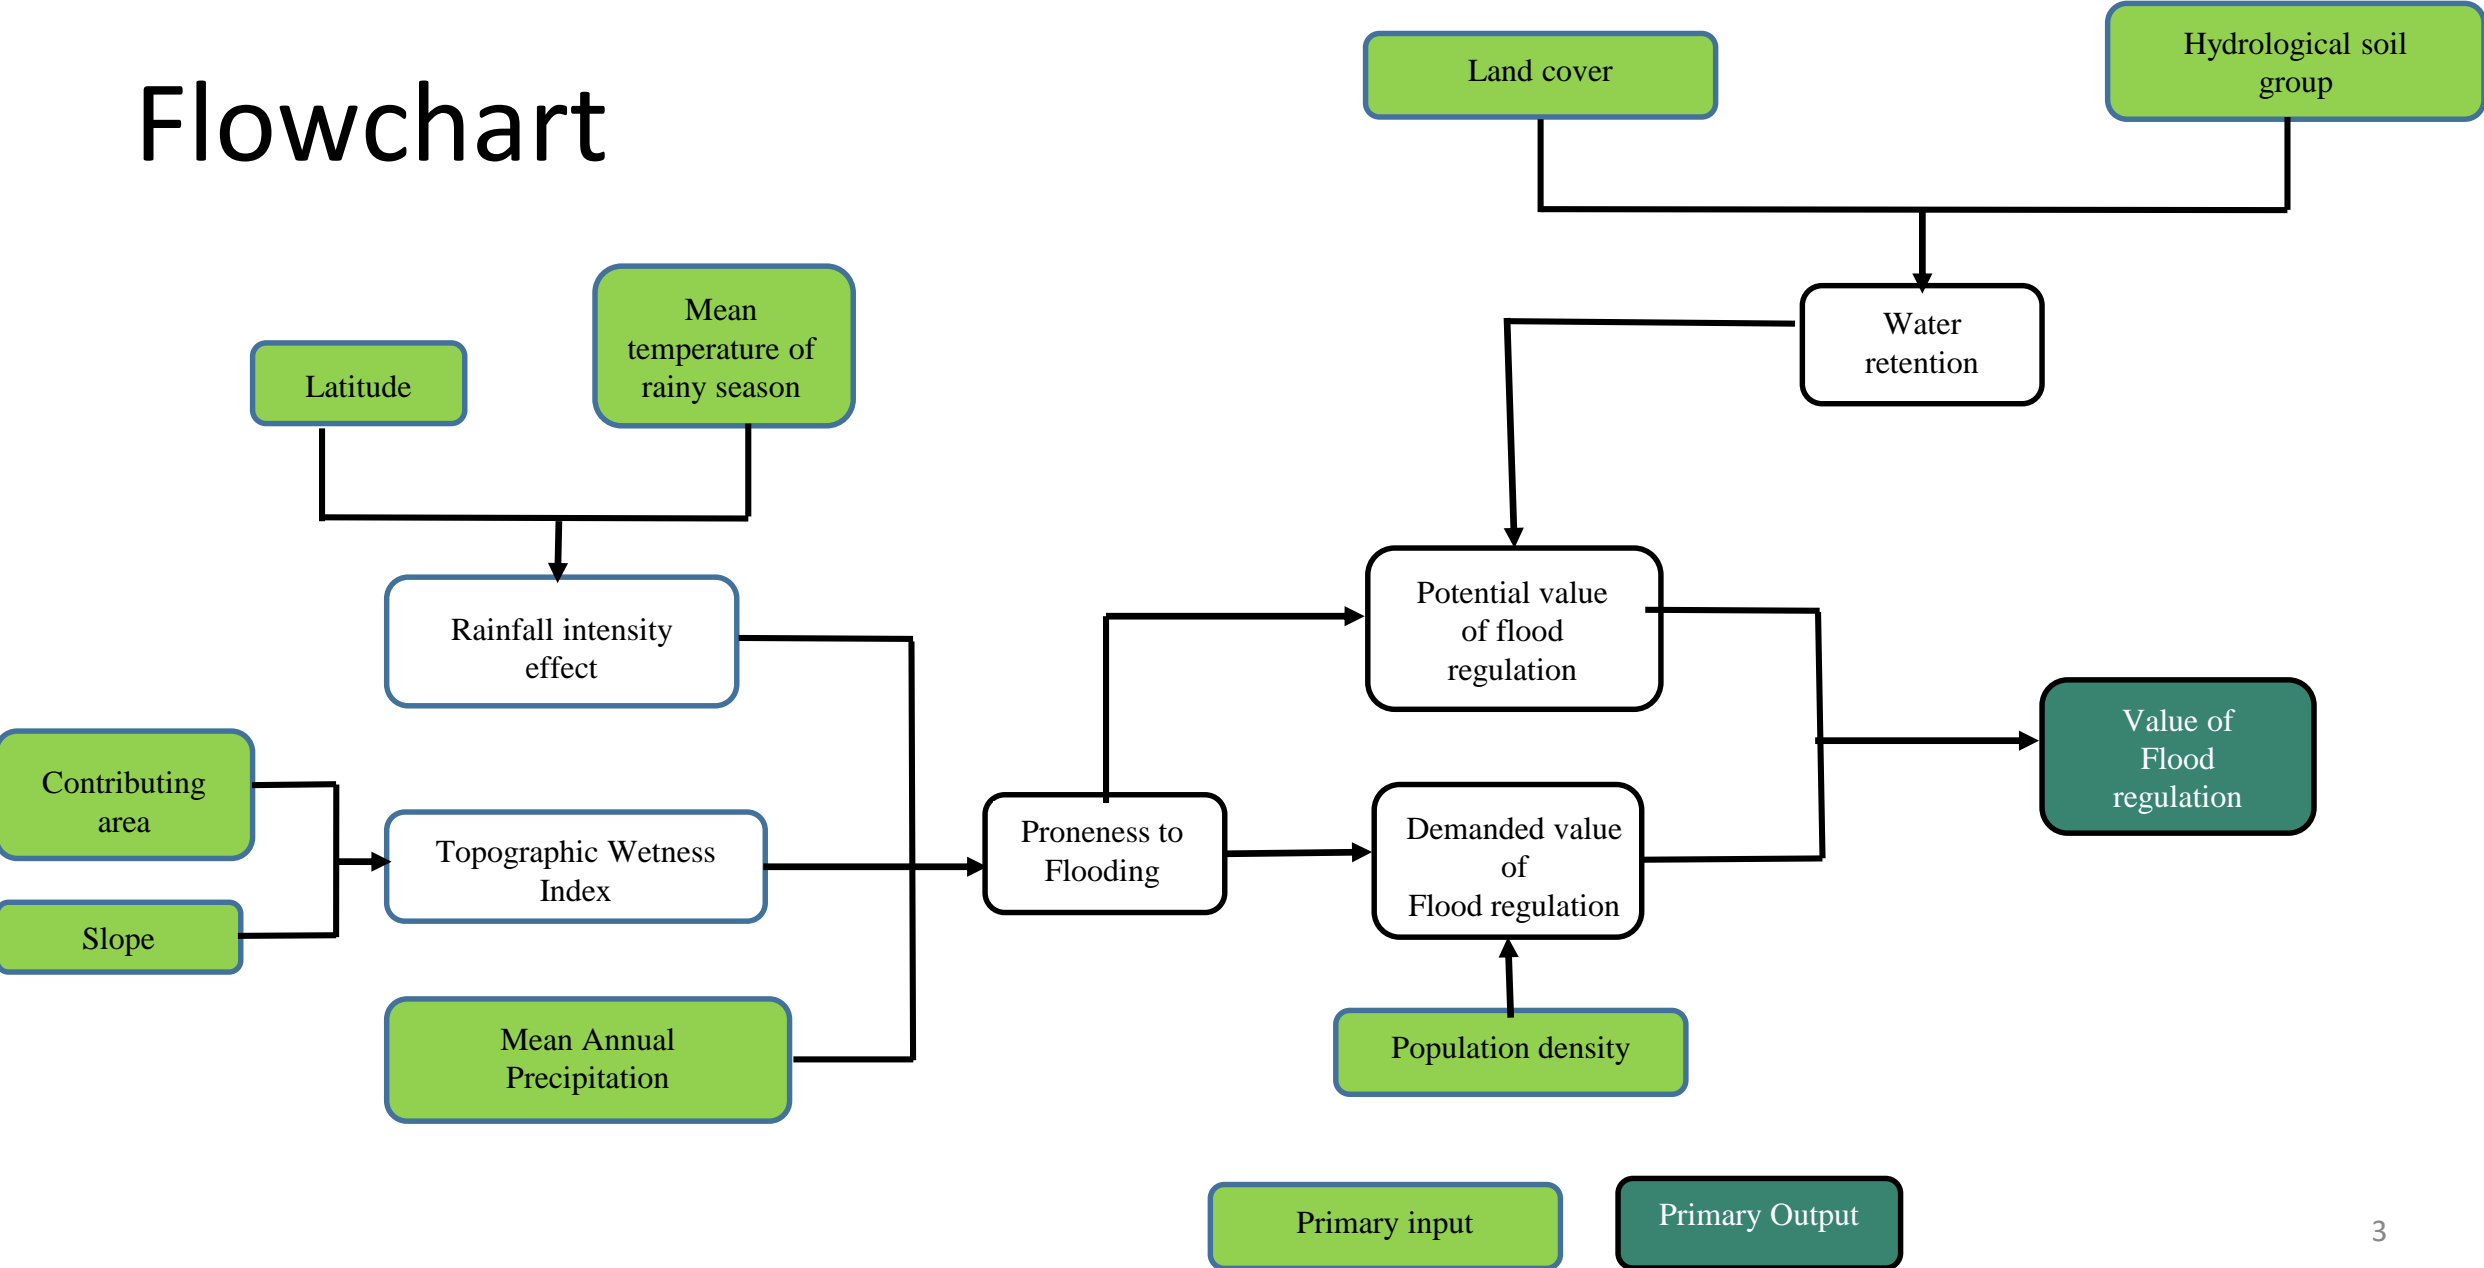 Flowchart
Land cover
Hydrological soil
group
Mean
temperature of
rainy season
Latitude
Water
retention
Rainfall intensity
effect
Potential value
of flood
regulation
Value of
Flood
regulation
Contributing
area
Topographic Wetness
Index
Proneness to
Flooding
Demanded value
of
Flood regulation
Slope
Mean Annual
Precipitation
Population density
Primary input
Primary Output
3